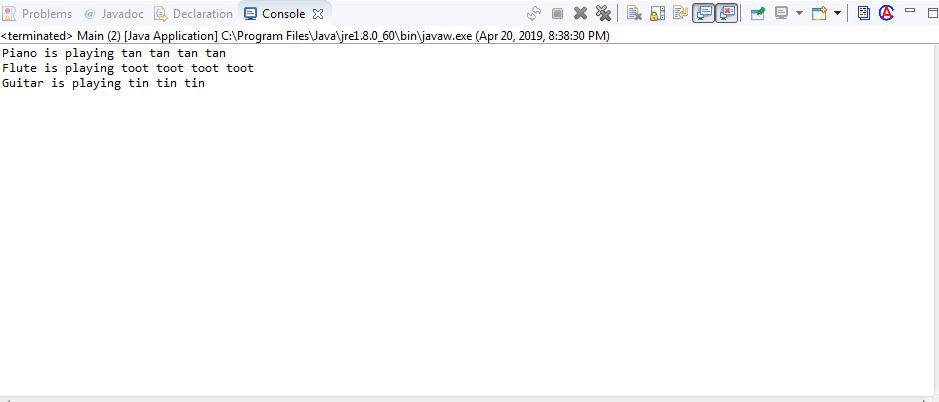 Problems @ Javadoc Declaration Console
<terminated> Main (2) [Java Application] C:\Program Files\Java\jre1.8.0_60\bin\javaw.exe (Apr 20, 2019, 8:38:30 PM)
Piano is playing tan tan tan tan
Flute is playing toot toot toot toot
Guitar is playing tin tin tin